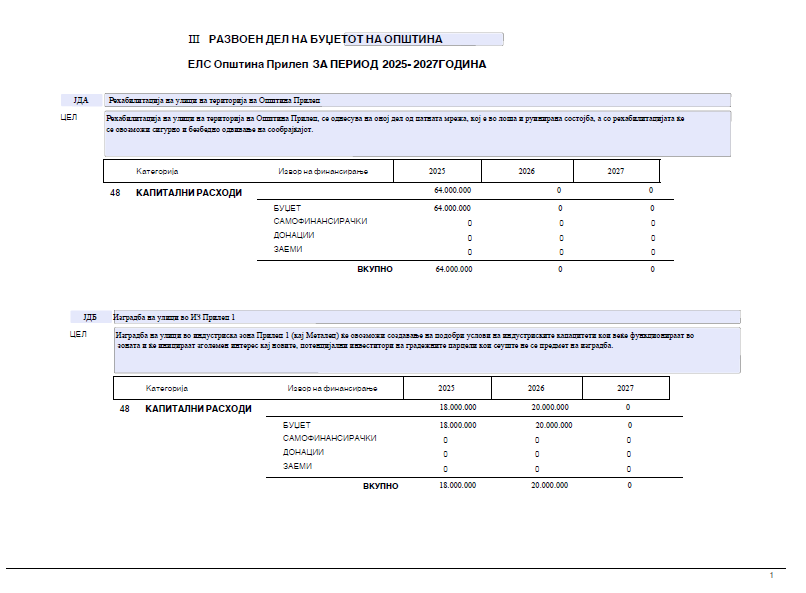 III РАЗВОЕН ДЕЛ НА БУЏЕТОТ НА ОПШТИНА
ЕЛС Општина Прилеп ЗА ПЕРИОД 2025- 2027ГОДИНА
ЈДА Рехабилитација на улици на територија на Општина Прилеп
ЦЕЛ Рехабилитација на улици на територија на Општина Прилеп, се однесува на оној дел од патната мрежа, кој е во лоша и руинирана состојба, а со рехабилитацијата ќе
се овозможи сигурно и безбедно одвивање на сообраќајот.
Категорија Извор на финансирање 2025 2026 2027
48 КАПИТАЛНИ РАСХОДИ 64.000.000 0 0
БУЏЕТ 64.000.000 0 0
САМОФИНАНСИРАЧКИ 0 0 0
ДОНАЦИИ 0 0 0
ЗАЕМИ 0 0 0
ВКУПНО 64.000.000 0 0
ЈДБ Изградба на улици во ИЗ Прилеп 1
ЦЕЛ Изградба на улици во индустриска зона Прилеп 1 (кај Металец) ќе овозможи создавање на подобри услови на индустриските капацитети кои веќе функционираат во
зоната и ќе иницираат зголемен интерес кај новите, потенцијални инвеститори на градежните парцели кои сеуште не се предмет на изградба.
Категорија Извор на финансирање 2025 2026 2027
48 КАПИТАЛНИ РАСХОДИ 18.000.000 20.000.000 0
БУЏЕТ 18.000.000 20.000.000 0
САМОФИНАНСИРАЧКИ 0 0 0
ДОНАЦИИ 0 0 0
ЗАЕМИ 0 0 0
ВКУПНО 18.000.000 20.000.000 0
1